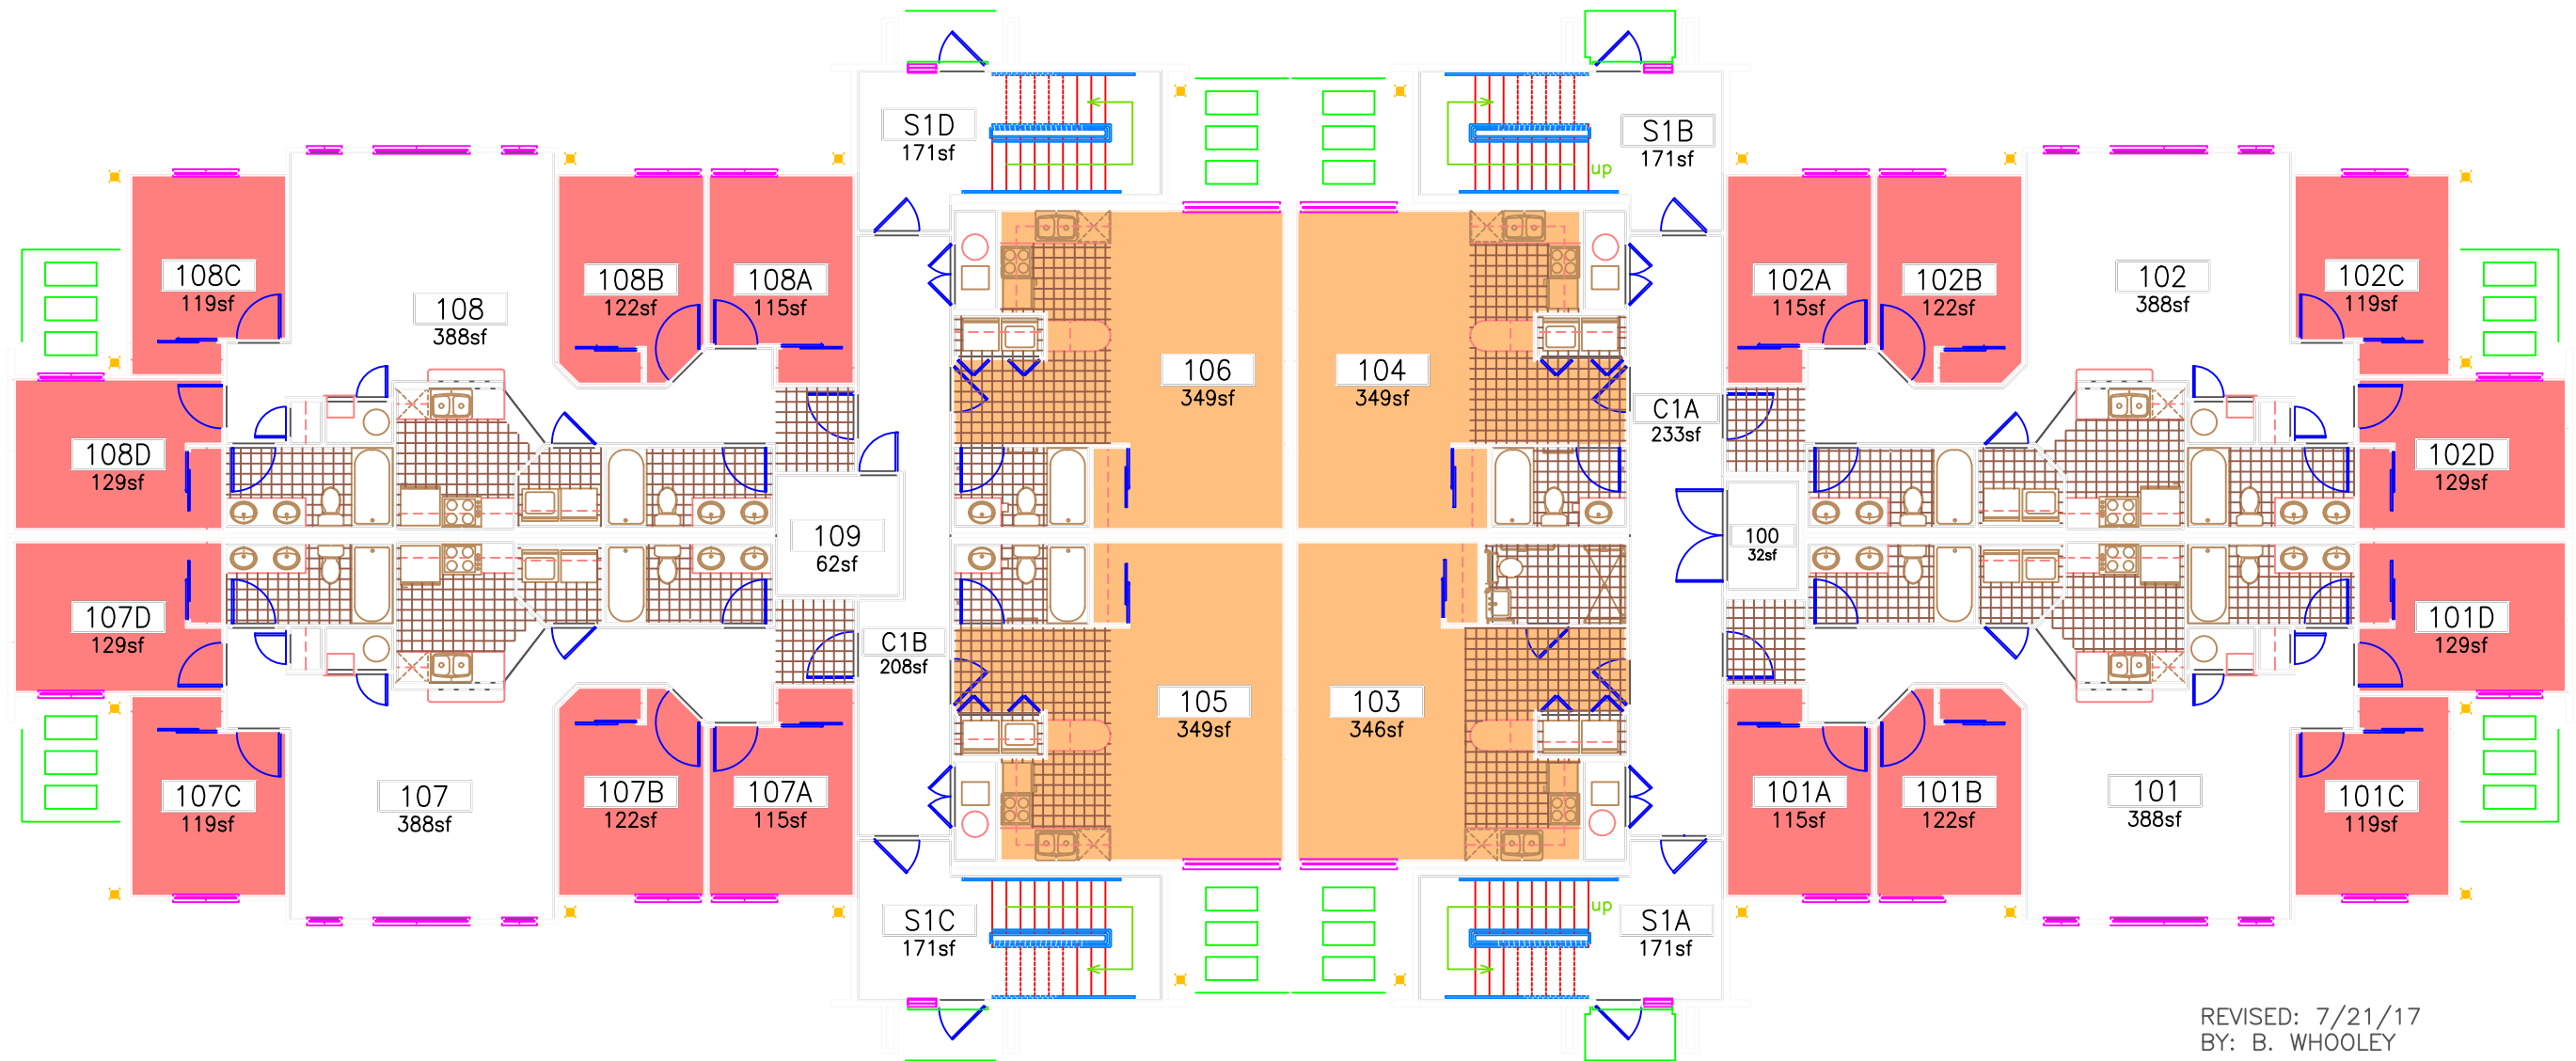 S1D
171sf
S1B
171sf
up
108C
119sf
108
388sf
108B
122sf
108A
115sf
102A
115sf
102B
122sf
102
388sf
102C
119sf
106
349sf
104
349sf
C1A
233sf
108D
129sf
102D
129sf
109
62sf
100
32sf
107D
129sf
C1B
208sf
101D
129sf
105
349sf
103
346sf
107C
119sf
107
388sf
107B
122sf
107A
115sf
101A
115sf
101B
122sf
101
388sf
101C
119sf
S1C
171sf
up
S1A
171sf
REVISED: 7/21/17
BY: B. WHOOLEY